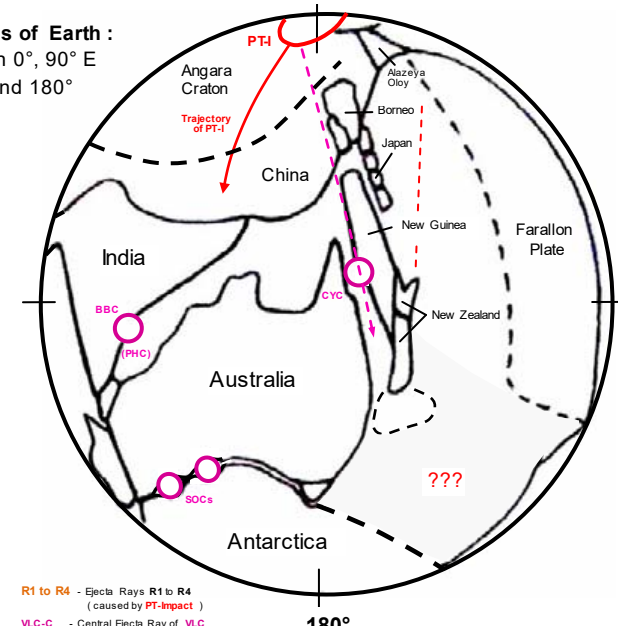 s of Earth :
n 0°, 90° E
nd 180°
PT-I
Angara
Craton
Alazeya
Oloy
Borneo
Trajectory
of PT-I
Japan
China
New Guinea
Farallon
Plate
India
CYC
BBC
New Zealand
(PHC)
Australia
???
SOCs
Antarctica
R1 to R4 - Ejecta Rays R1 to R4
( caused by PT-Impact )
VLC-C - Central Ejecta Ray of VLC
180°